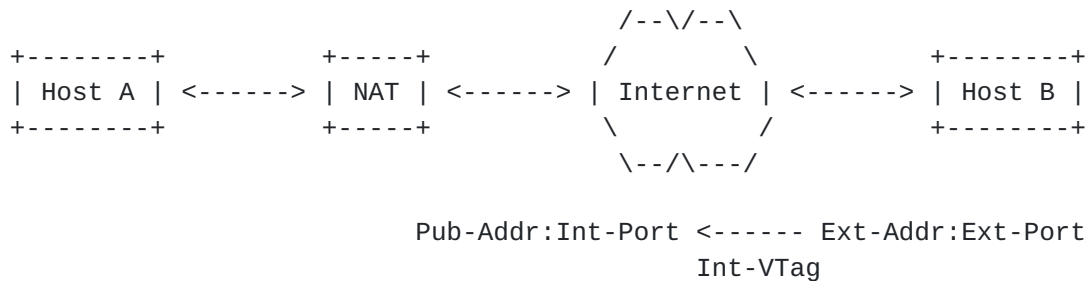 /--\/--\
+--------+ +-----+ / \ +--------+
| Host A | <------> | NAT | <------> | Internet | <------> | Host B |
+--------+ +-----+ \ / +--------+
\--/\---/
Pub-Addr:Int-Port <------ Ext-Addr:Ext-Port
Int-VTag